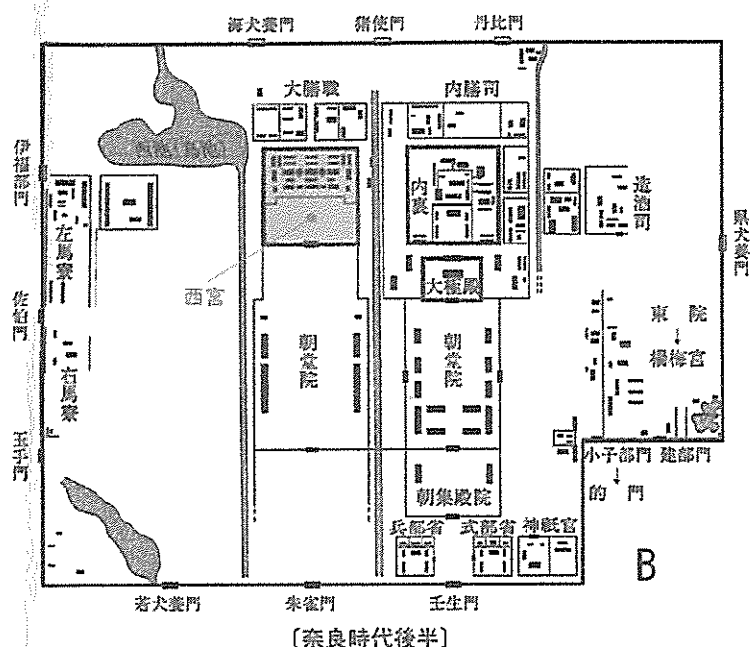 海犬養門 猪使門 丹比門
大膳職 内膳司
伊福部門
左馬寮
内裏
造酒司
県犬養門
西宮
大極殿
佐伯門
朝堂院
朝堂院
東院
↓
楊梅宮
右馬寮
玉手門
小子部門 建部門
↓
的門
朝集殿院
兵部省 式部省 神祇官
B
若犬養門 朱雀門 壬生門
〔奈良時代後半〕